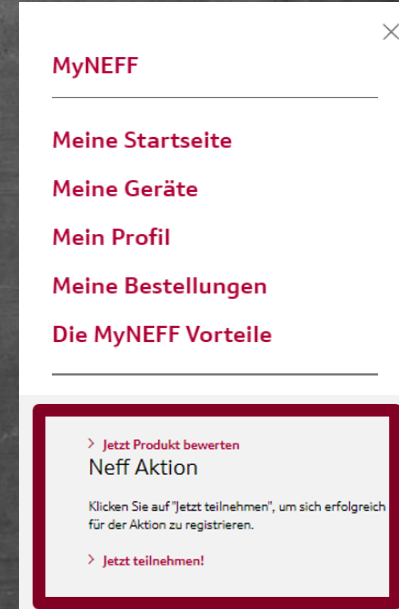 MyNEFF
Meine Startseite
Meine Geräte
Mein Profil
Meine Bestellungen
Die MyNEFF Vorteile
> Jetzt Produkt bewerten
Neff Aktion
Klicken Sie auf "Jetzt teilnehmen", um sich erfolgreich
für der Aktion zu registrieren.
> Jetzt teilnehmen!